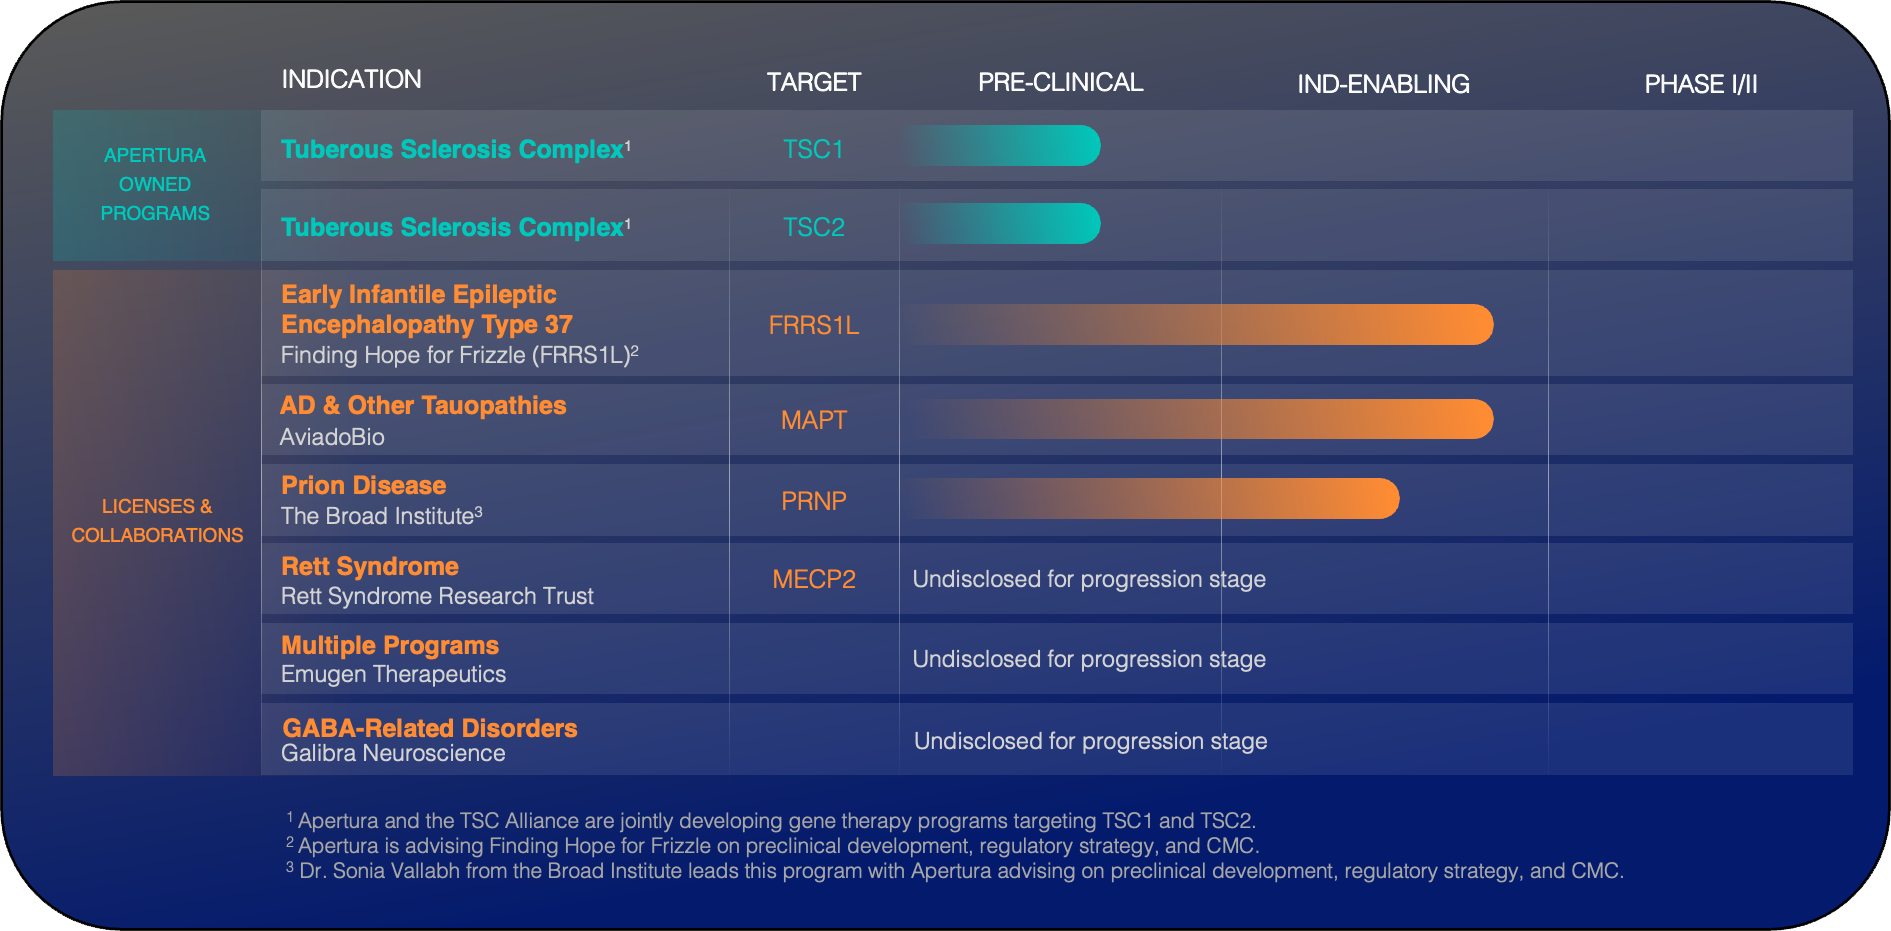 INDICATION
TARGET
PRE-CLINICAL
IND-ENABLING
PHASE I/II
APERTURA
OWNED
PROGRAMS
Tuberous Sclerosis Complex¹
TSC1
Tuberous Sclerosis Complex¹
TSC2
LICENSES &
COLLABORATIONS
Early Infantile Epileptic
Encephalopathy Type 37
Finding Hope for Frizzle (FRRS1L)²
FRRS1L
AD & Other Tauopathies
AviadoBio
MAPT
Prion Disease
The Broad Institute³
PRNP
Rett Syndrome
Rett Syndrome Research Trust
MECP2
Undisclosed for progression stage
Multiple Programs
Emugen Therapeutics
Undisclosed for progression stage
GABA-Related Disorders
Galibra Neuroscience
Undisclosed for progression stage
¹ Apertura and the TSC Alliance are jointly developing gene therapy programs targeting TSC1 and TSC2.
² Apertura is advising Finding Hope for Frizzle on preclinical development, regulatory strategy, and CMC.
³ Dr. Sonia Vallabh from the Broad Institute leads this program with Apertura advising on preclinical development, regulatory strategy, and CMC.